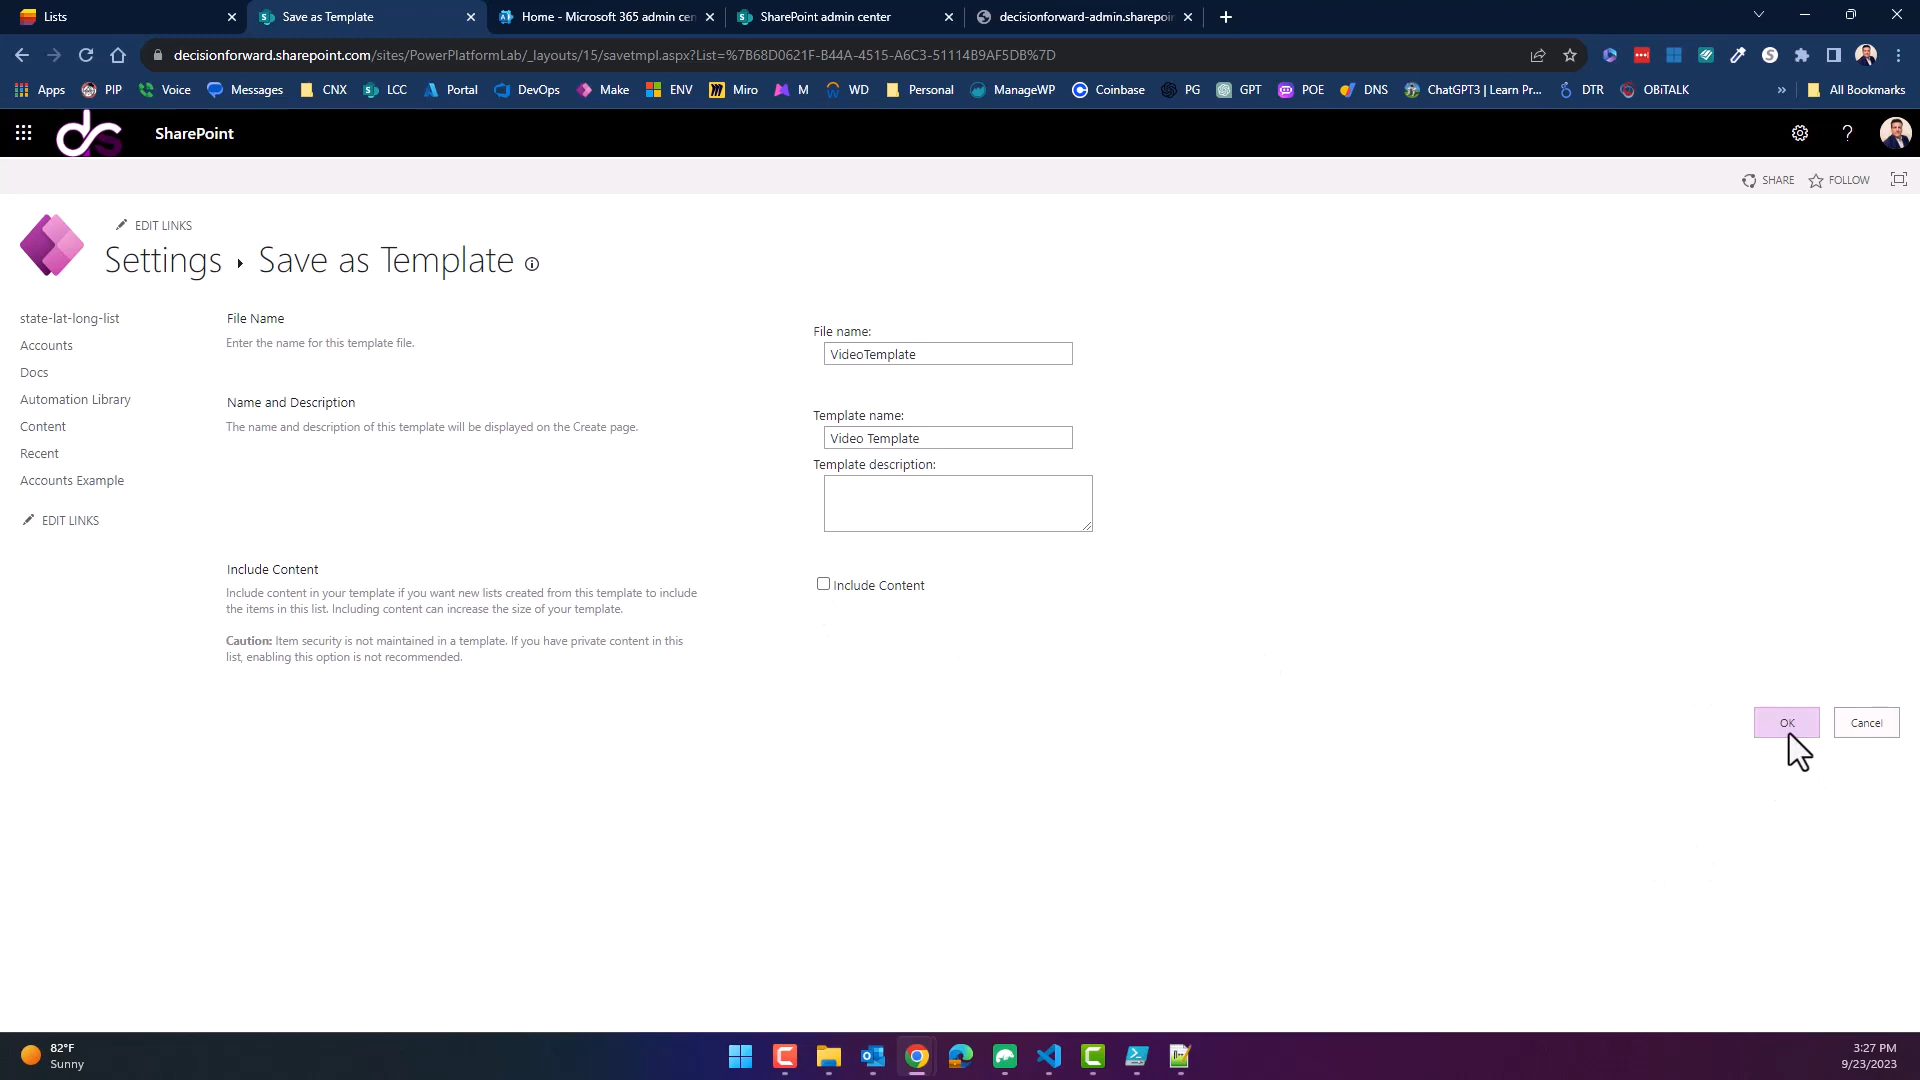 Lists
Save as Template
Home - Microsoft 365 admin cen
SharePoint admin center
decisionforward-admin.sharepoin
decisionforward.sharepoint.com/sites/PowerPlatformLab/_layouts/15/savetmpl.aspx?List=%7B68D0621F-B44A-4515-A6C3-51114B9AF5DB%7D
Apps
PIP
Voice
Messages
CNX
LCC
Portal
DevOps
Make
ENV
Miro
M
WD
Personal
ManageWP
Coinbase
PG
GPT
POE
DNS
ChatGPT3 | Learn Pr...
DTR
OBiTALK
»
All Bookmarks
SharePoint
SHARE
FOLLOW
EDIT LINKS
Settings ▸ Save as Template
state-lat-long-list
Accounts
Docs
Automation Library
Content
Recent
Accounts Example
EDIT LINKS
File Name
Enter the name for this template file.
File name:
VideoTemplate
Name and Description
The name and description of this template will be displayed on the Create page.
Template name:
Video Template
Template description:
Include Content
Include content in your template if you want new lists created from this template to include
the items in this list. Including content can increase the size of your template.
Caution: Item security is not maintained in a template. If you have private content in this
list, enabling this option is not recommended.
Include Content
OK
Cancel
82°F
Sunny
3:27 PM
9/23/2023